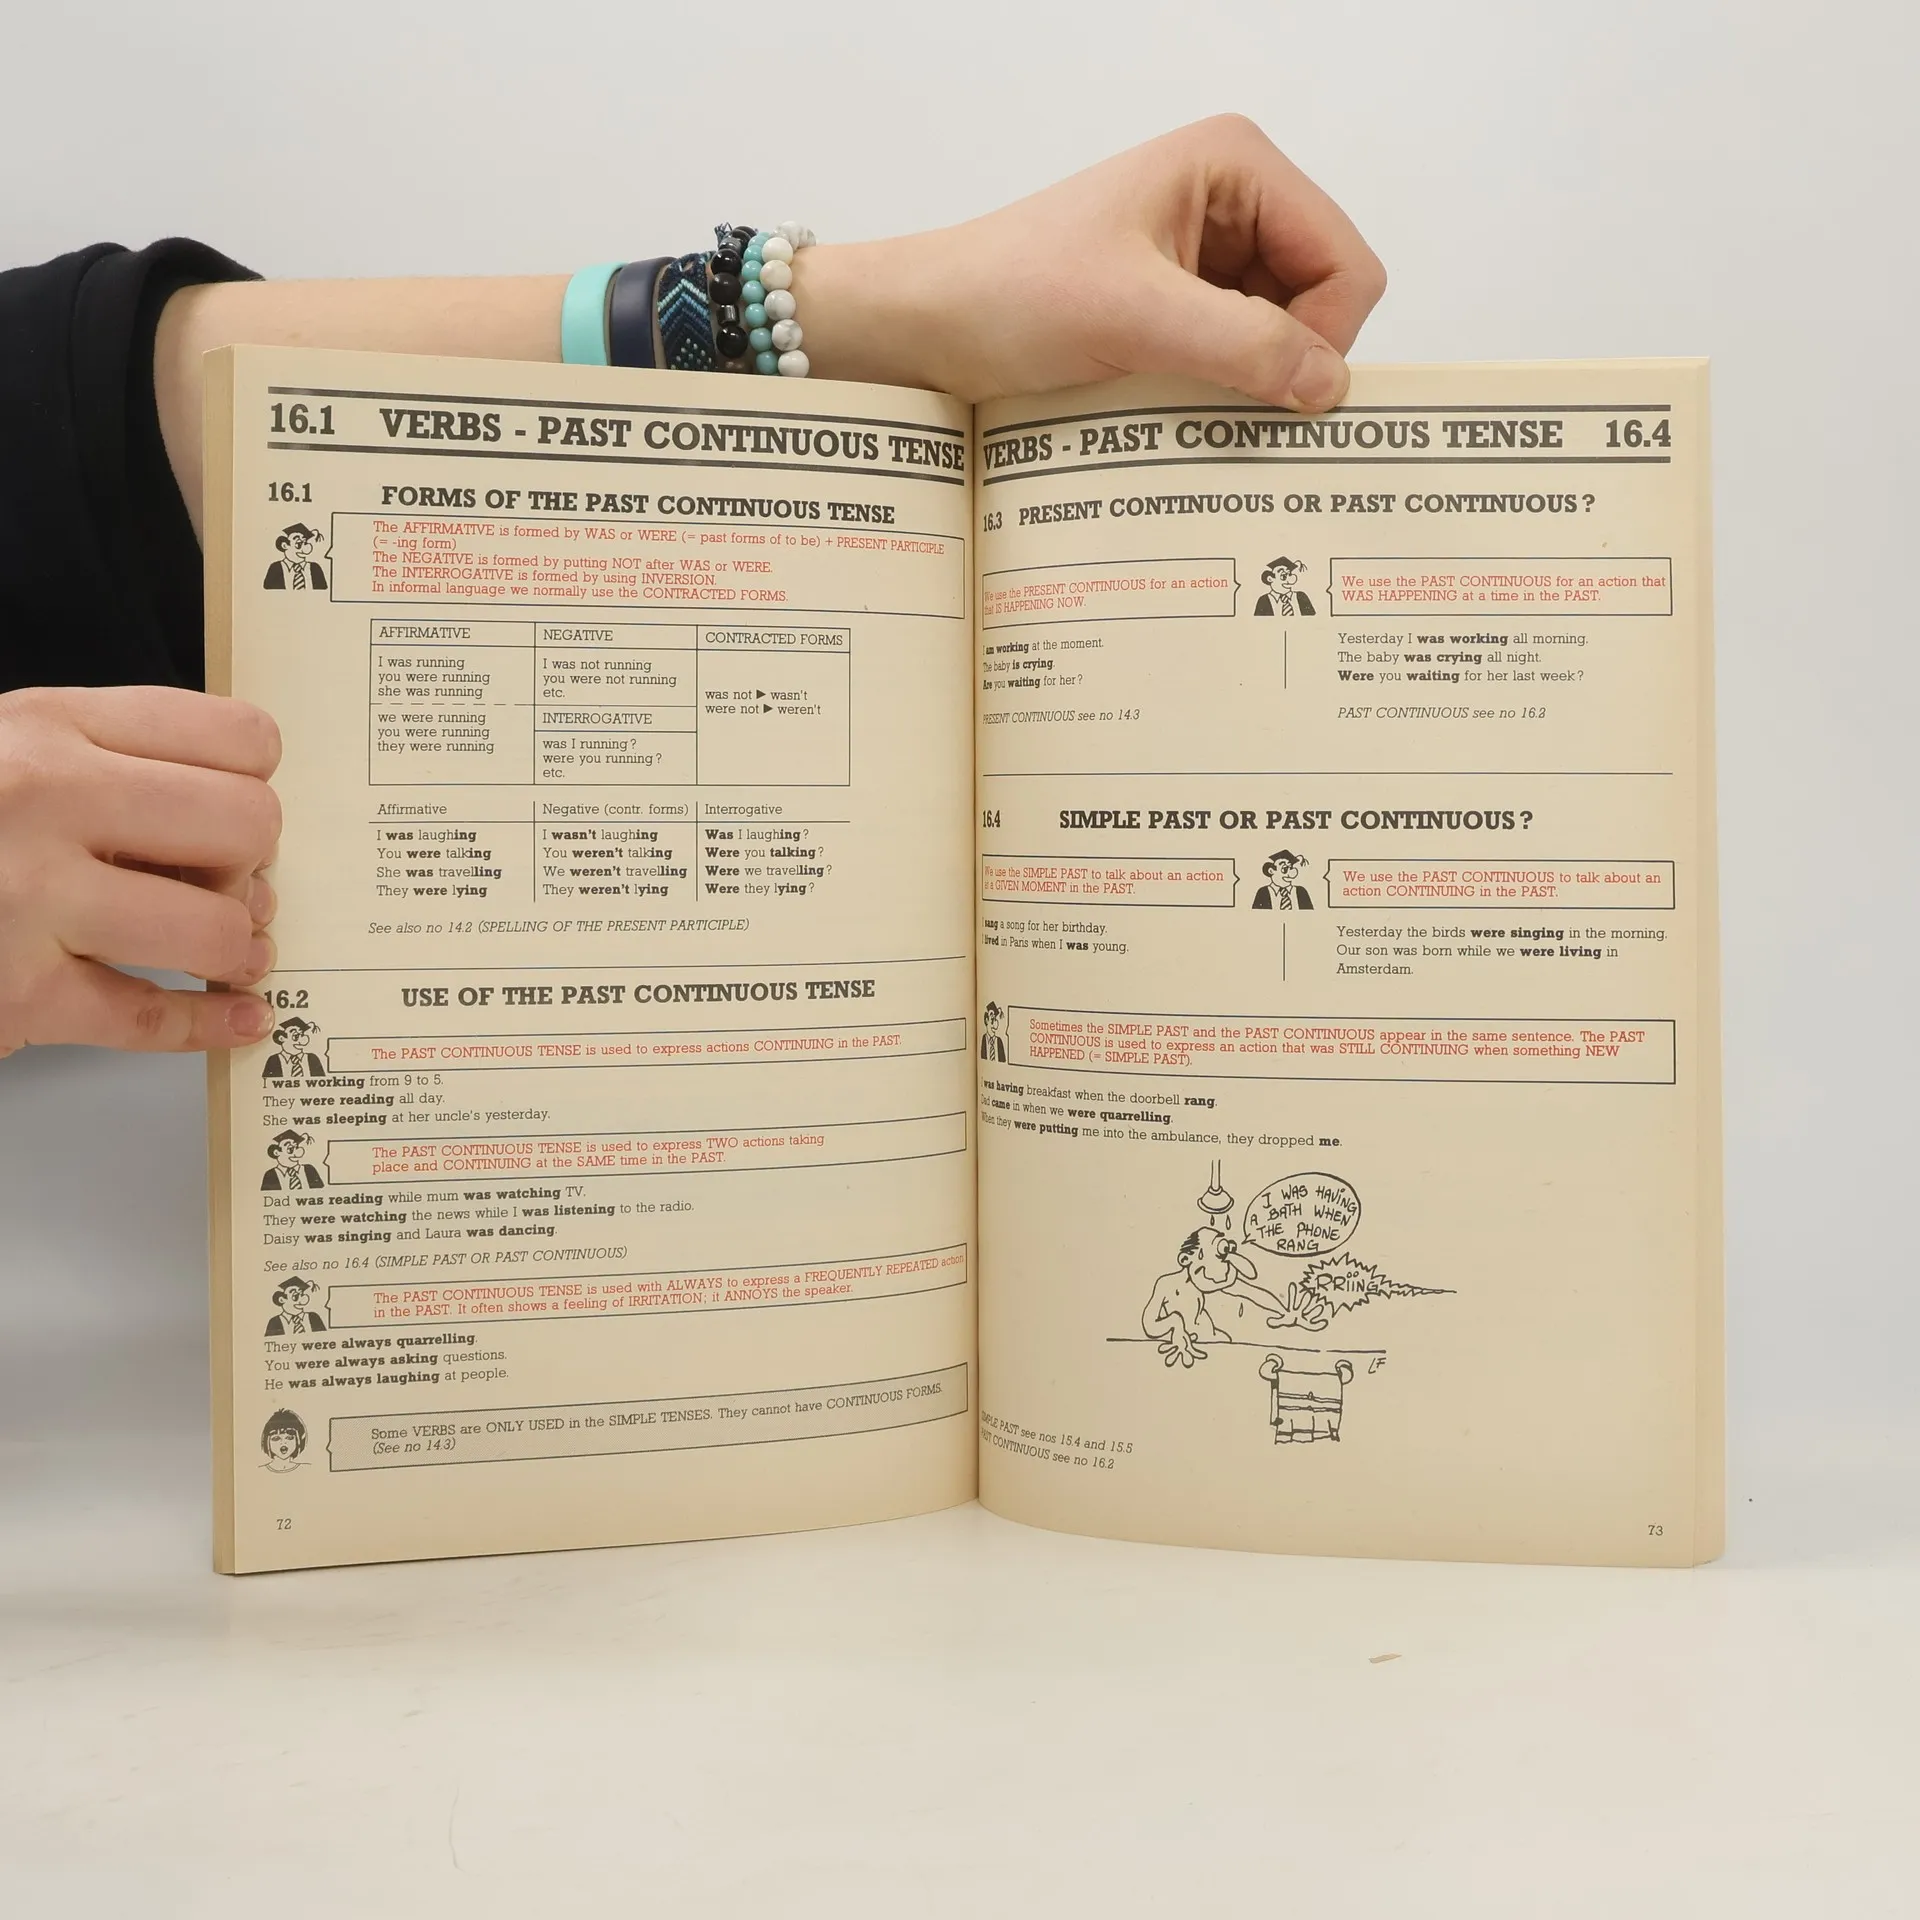 16.1 VERBS - PAST CONTINUOUS TENSE
16.1 FORMS OF THE PAST CONTINUOUS TENSE
The AFFIRMATIVE is formed by WAS or WERE (= past forms of to be) + PRESENT PARTICIPLE
(= -ing form)
The NEGATIVE is formed by putting NOT after WAS or WERE.
The INTERROGATIVE is formed by using INVERSION.
In informal language we normally use the CONTRACTED FORMS.
AFFIRMATIVE
I was running
you were running
she was running
we were running
you were running
they were running
NEGATIVE
I was not running
you were not running
etc.
INTERROGATIVE
was I running?
were you running?
etc.
CONTRACTED FORMS
was not ▶ wasn't
were not ▶ weren't
Affirmative Negative (contr. forms) Interrogative
I was laughing I wasn't laughing Was I laughing?
You were talking You weren't talking Were you talking?
She was travelling We weren't travelling Were we travelling?
They were lying They weren't lying Were they lying?
See also no 14.2 (SPELLING OF THE PRESENT PARTICIPLE)
16.2 USE OF THE PAST CONTINUOUS TENSE
The PAST CONTINUOUS TENSE is used to express actions CONTINUING in the PAST.
I was working from 9 to 5.
They were reading all day.
She was sleeping at her uncle's yesterday.
The PAST CONTINUOUS TENSE is used to express TWO actions taking
place and CONTINUING at the SAME time in the PAST.
Dad was reading while mum was watching TV.
They were watching the news while I was listening to the radio.
Daisy was singing and Laura was dancing.
See also no 16.4 (SIMPLE PAST OR PAST CONTINUOUS)
The PAST CONTINUOUS TENSE is used with ALWAYS to express a FREQUENTLY REPEATED action
in the PAST. It often shows a feeling of IRRITATION; it ANNOYS the speaker.
They were always quarrelling.
You were always asking questions.
He was always laughing at people.
Some VERBS are ONLY USED in the SIMPLE TENSES. They cannot have CONTINUOUS FORMS.
(See no 14.3)
72
VERBS - PAST CONTINUOUS TENSE 16.4
16.3 PRESENT CONTINUOUS OR PAST CONTINUOUS?
We use the PRESENT CONTINUOUS for an action
that IS HAPPENING NOW.
I am working at the moment.
The baby is crying.
Are you waiting for her?
PRESENT CONTINUOUS see no 14.3
We use the PAST CONTINUOUS for an action that
WAS HAPPENING at a time in the PAST.
Yesterday I was working all morning.
The baby was crying all night.
Were you waiting for her last week?
PAST CONTINUOUS see no 16.2
16.4 SIMPLE PAST OR PAST CONTINUOUS?
We use the SIMPLE PAST to talk about an action
at a GIVEN MOMENT in the PAST.
I sang a song for her birthday.
I lived in Paris when I was young.
We use the PAST CONTINUOUS to talk about an
action CONTINUING in the PAST.
Yesterday the birds were singing in the morning.
Our son was born while we were living in
Amsterdam.
Sometimes the SIMPLE PAST and the PAST CONTINUOUS appear in the same sentence. The PAST
CONTINUOUS is used to express an action that was STILL CONTINUING when something NEW
HAPPENED (= SIMPLE PAST).
I was having breakfast when the doorbell rang.
Dad came in when we were quarrelling.
When they were putting me into the ambulance, they dropped me.
I WAS HAVING
A BATH WHEN
THE PHONE
RANG
RRIING
LF
SIMPLE PAST see nos 15.4 and 15.5
PAST CONTINUOUS see no 16.2
73